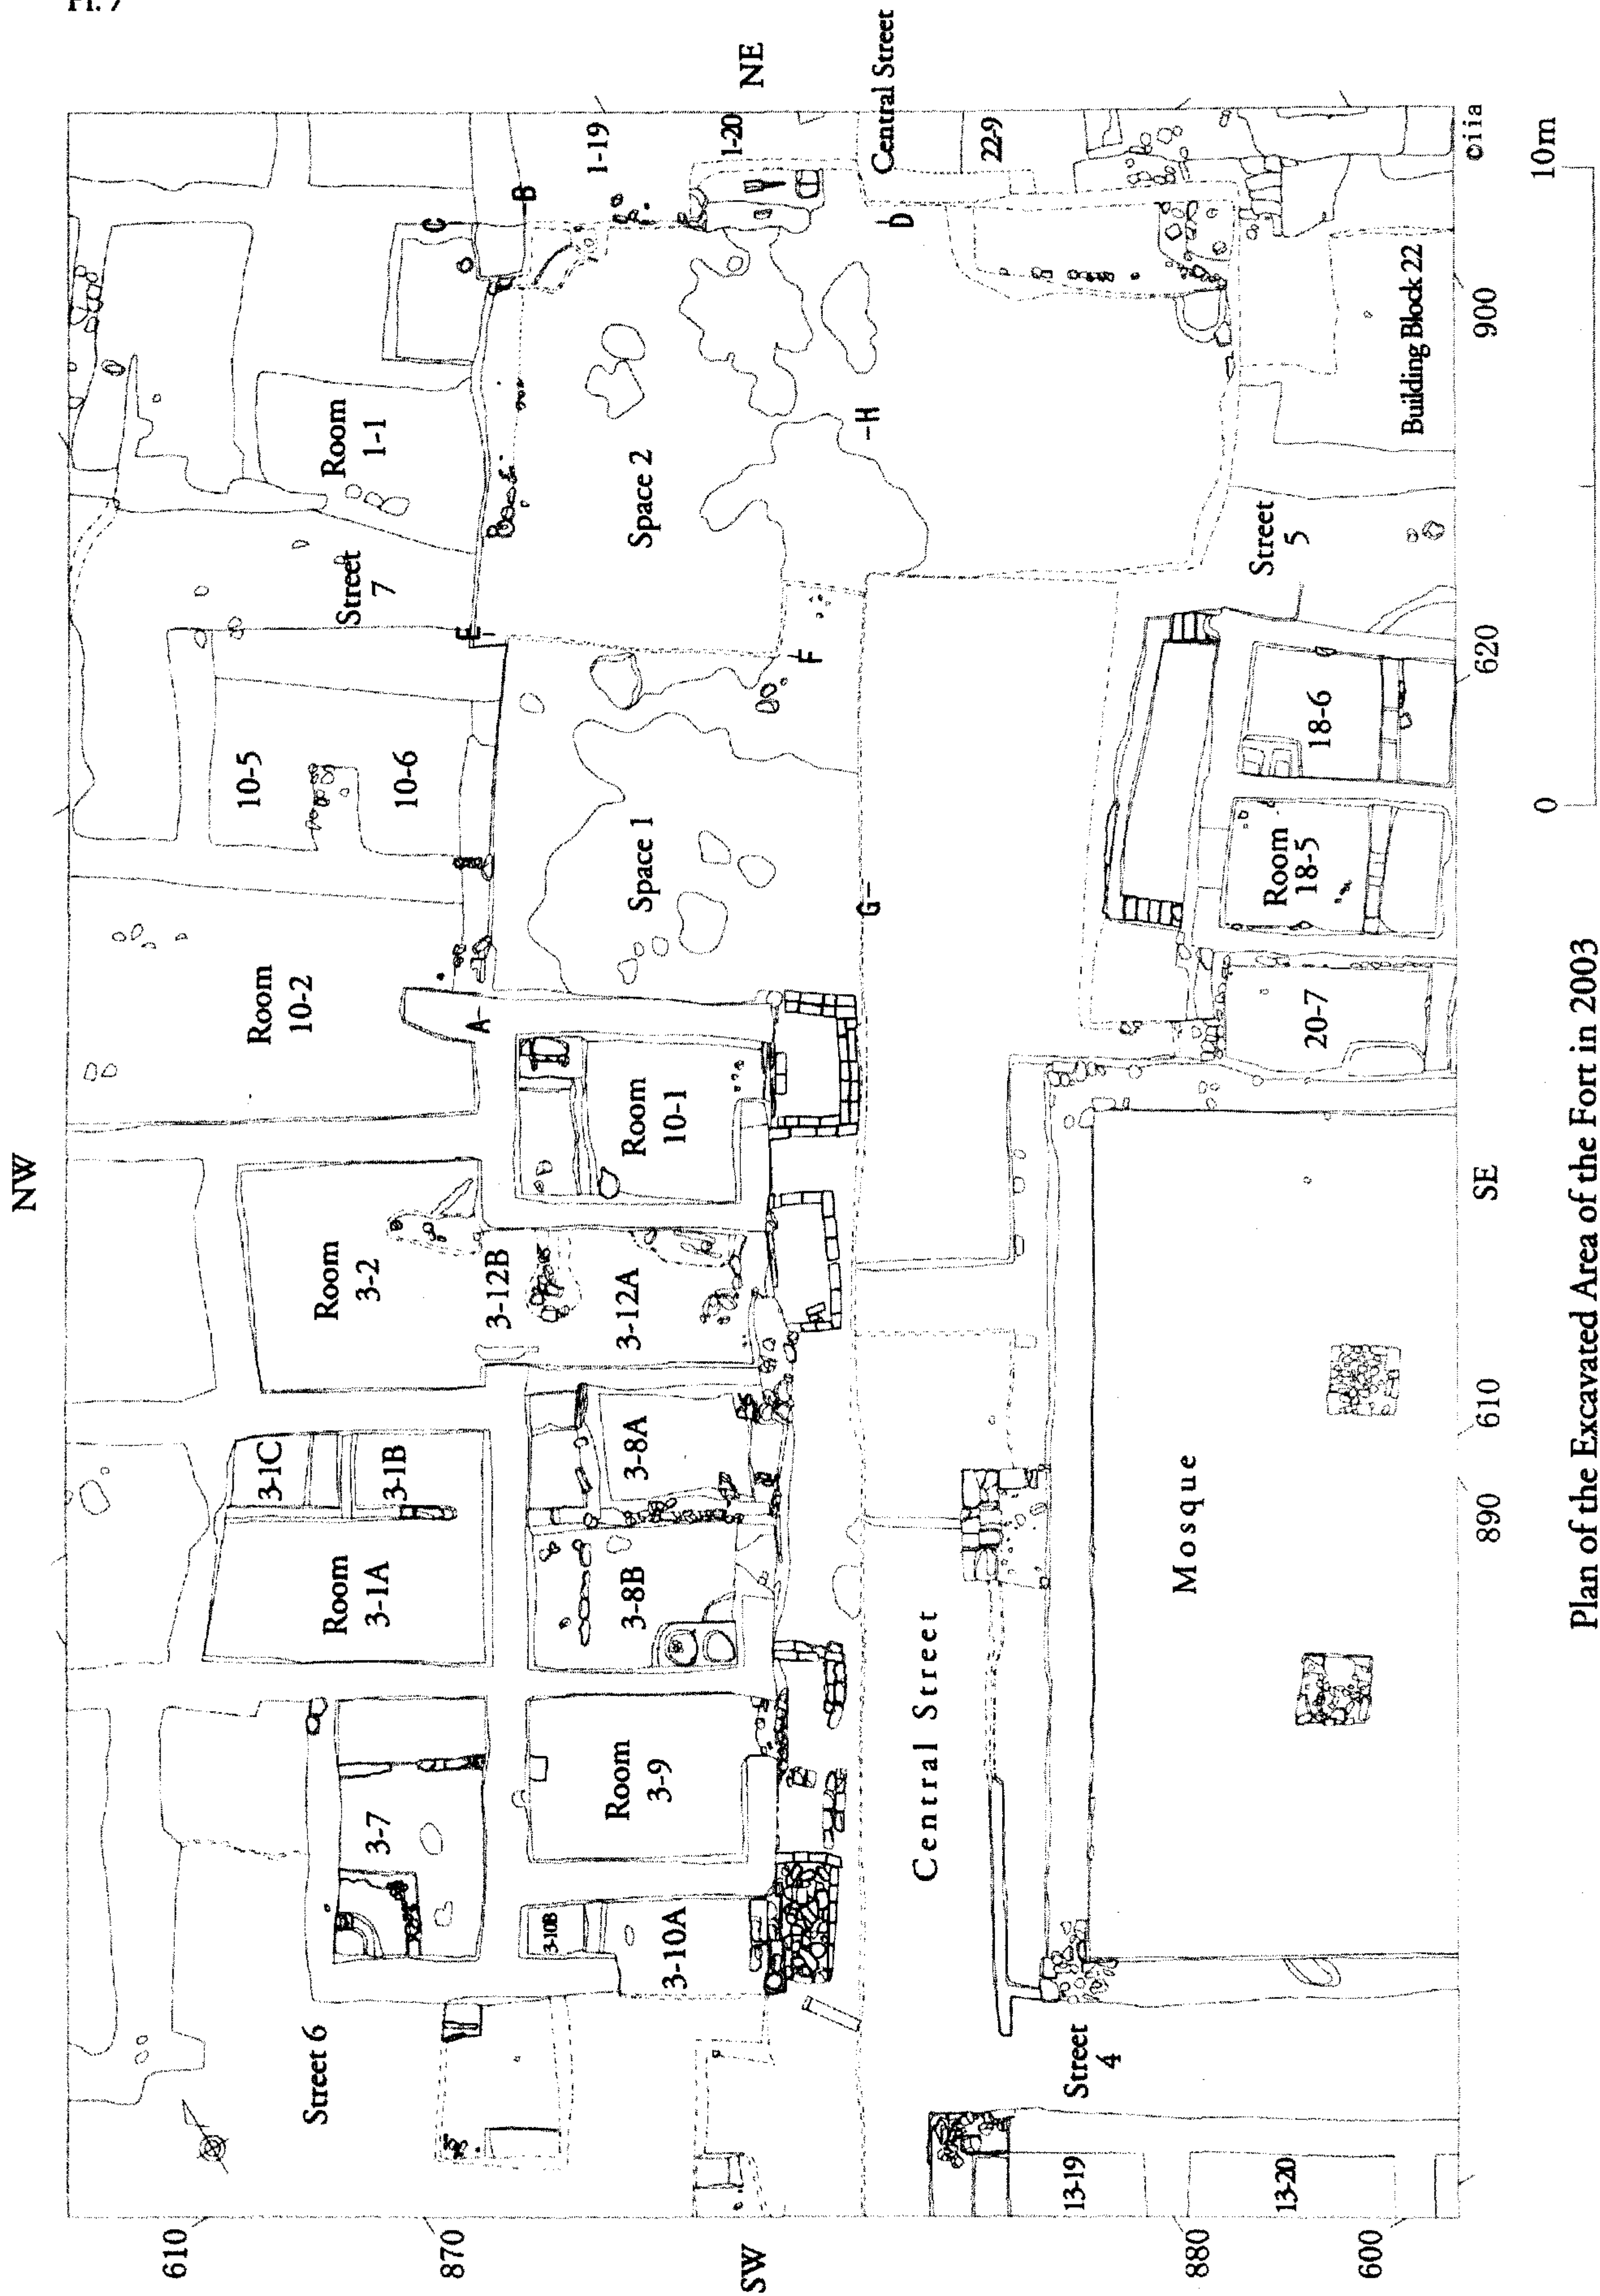 Pl. 7
NW
610
870
SW
880
600
Street 6
3-7
Room
3-1A
3-1C
3-1B
Room
3-2
Room
10-2
10-5
10-6
Street
7
Room
1-1
C
B
1-19
1-20
NE
Central Street
22-9
D
3-10B
3-10A
Room
3-9
3-8B
3-8A
3-12B
3-12A
Room
10-1
A
Space 1
E
F
Space 2
H
G
Central Street
Street
4
13-19
13-20
Mosque
20-7
Room
18-5
18-6
Street
5
Building Block 22
©iia
890
610
SE
620
900
0
10m
Plan of the Excavated Area of the Fort in 2003